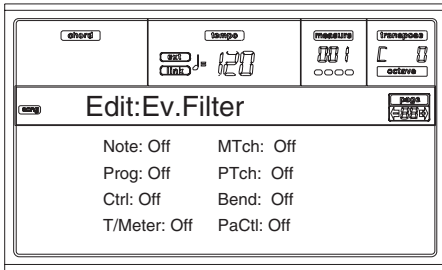 chord
tempo
measure
transpose
ext
link
= 120
001
C 0
octave
song
Edit:Ev.Filter
page
Note: Off MTch: Off
Prog: Off PTch: Off
Ctrl: Off Bend: Off
T/Meter: Off PaCtl: Off